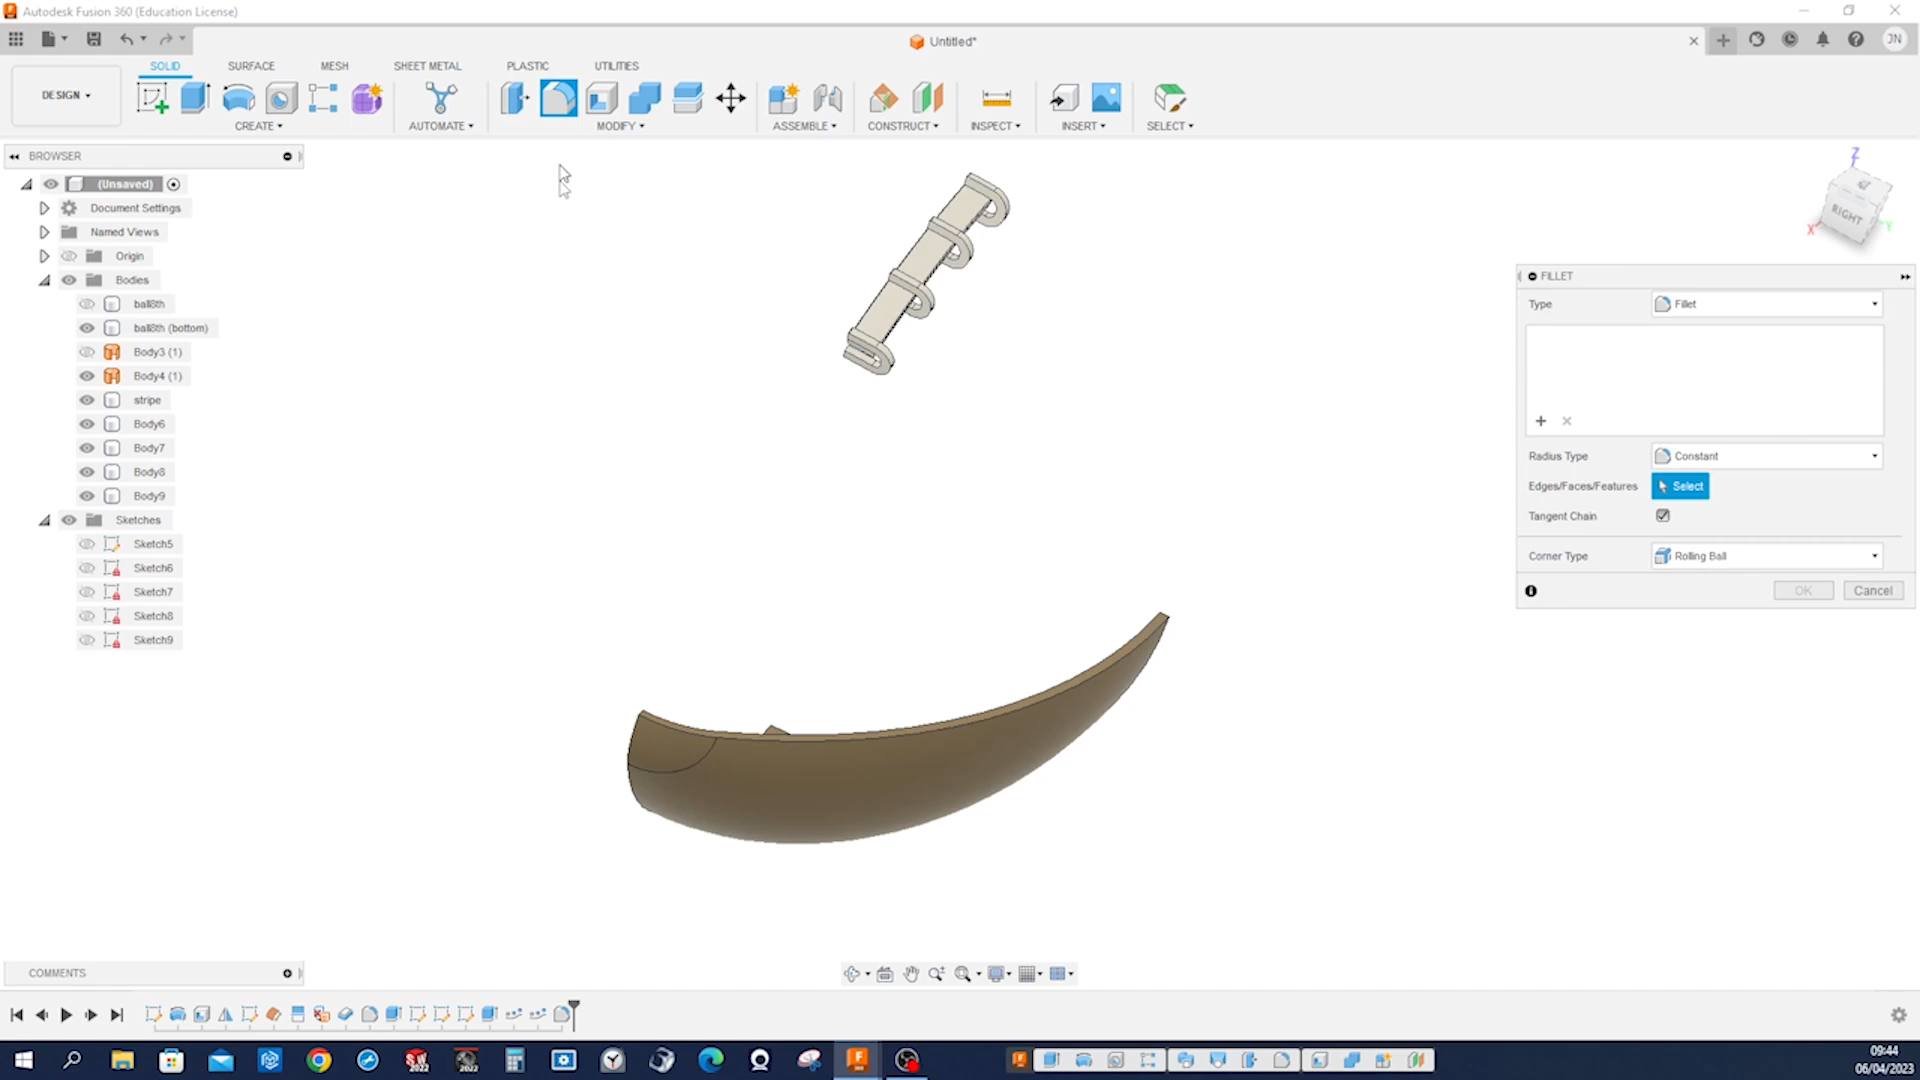 Autodesk Fusion 360 (Education License)
Untitled*
JN
DESIGN
SOLID SURFACE MESH SHEET METAL PLASTIC UTILITIES
CREATE AUTOMATE MODIFY ASSEMBLE CONSTRUCT INSPECT INSERT SELECT
BROWSER
(Unsaved)
Document Settings
Named Views
Origin
Bodies
ball8th
ball8th (bottom)
Body3 (1)
Body4 (1)
stripe
Body6
Body7
Body8
Body9
Sketches
Sketch5
Sketch6
Sketch7
Sketch8
Sketch9
Z
RIGHT
X Y
FILLET
Type Fillet
Radius Type Constant
Edges/Faces/Features Select
Tangent Chain
Corner Type Rolling Ball
OK Cancel
COMMENTS
09:44
06/04/2023